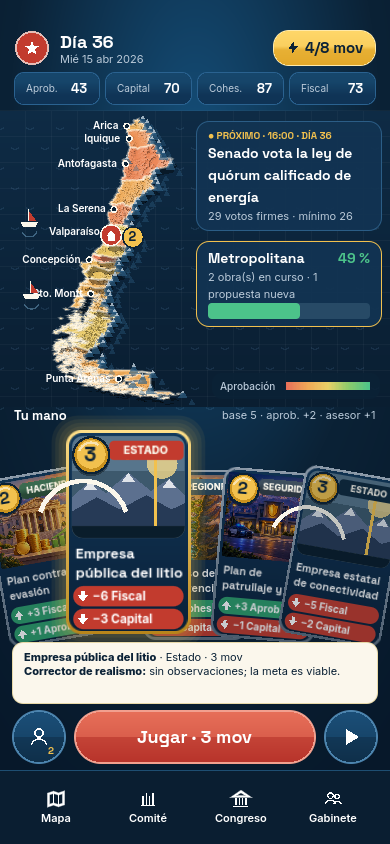 Día 36
Mié 15 abr 2026
4/8 mov
Aprob. 43
Capital 70
Cohes. 87
Fiscal 73
Arica
Iquique
Antofagasta
La Serena
Valparaíso
2
Concepción
Pto. Montt
Punta Arenas
● PRÓXIMO · 16:00 · DÍA 36
Senado vota la ley de
quórum calificado de
energía
29 votos firmes · mínimo 26
Metropolitana 49 %
2 obra(s) en curso · 1
propuesta nueva
Aprobación
Tu mano
base 5 · aprob. +2 · asesor +1
2
Plan contra
evasión
+3 Fiscal
+1 Aprob
3
ESTADO
Empresa
pública del litio
−6 Fiscal
−3 Capital
2
Plan de
patrullaje y
+3 Aprob
−1 Capital
3
ESTADO
Empresa estatal
de conectividad
−5 Fiscal
−2 Capital
Empresa pública del litio · Estado · 3 mov
Corrector de realismo: sin observaciones; la meta es viable.
2
Jugar · 3 mov
Mapa
Comité
Congreso
Gabinete